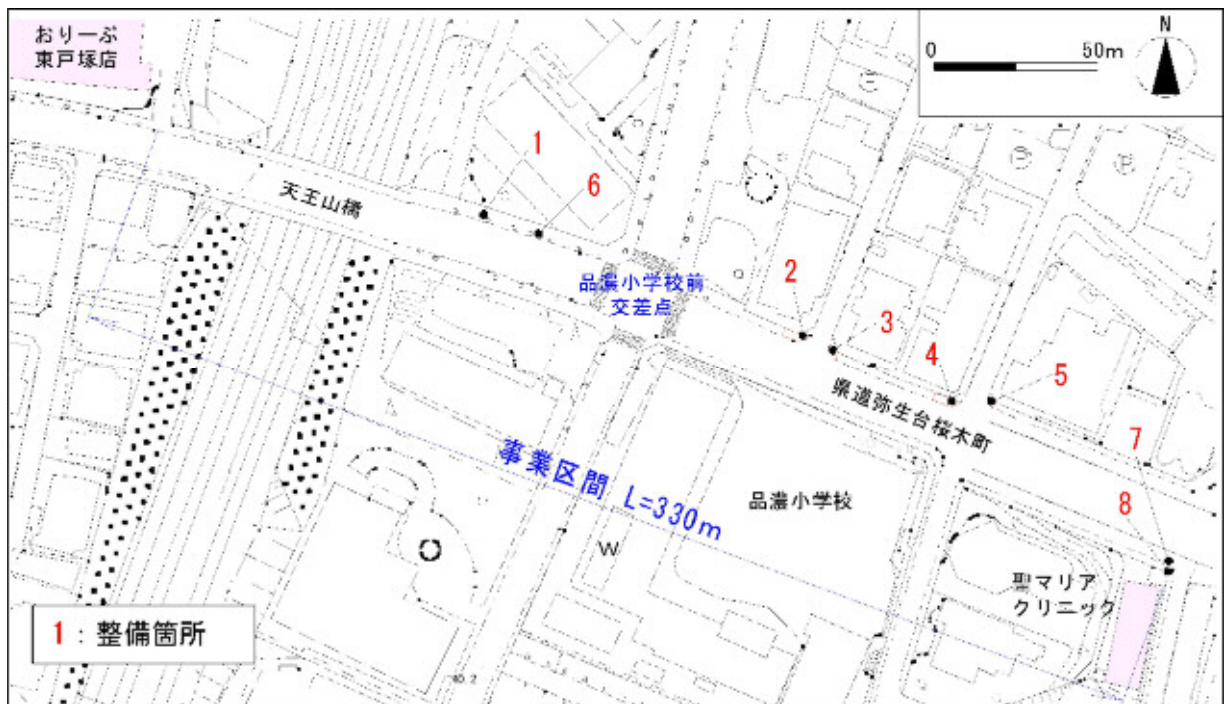 おりーぶ
東戸塚店
0 50m
N
1
6
天王山橋
品濃小学校前
交差点
2
3
4
5
県道弥生台桜木町
7
8
事業区間 L=330m
品濃小学校
W
聖マリア
クリニック
1：整備箇所
40.2